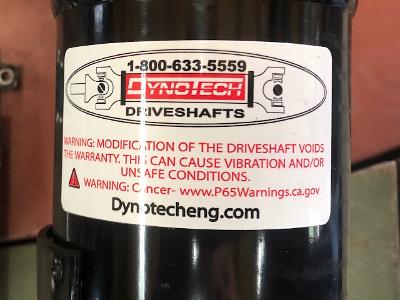 1-800-633-5559
DYNOTECH
DRIVESHAFTS
WARNING: MODIFICATION OF THE DRIVESHAFT VOIDS
THE WARRANTY. THIS CAN CAUSE VIBRATION AND/OR
UNSAFE CONDITIONS.
WARNING: Cancer- www.P65Warnings.ca.gov
Dynotecheng.com